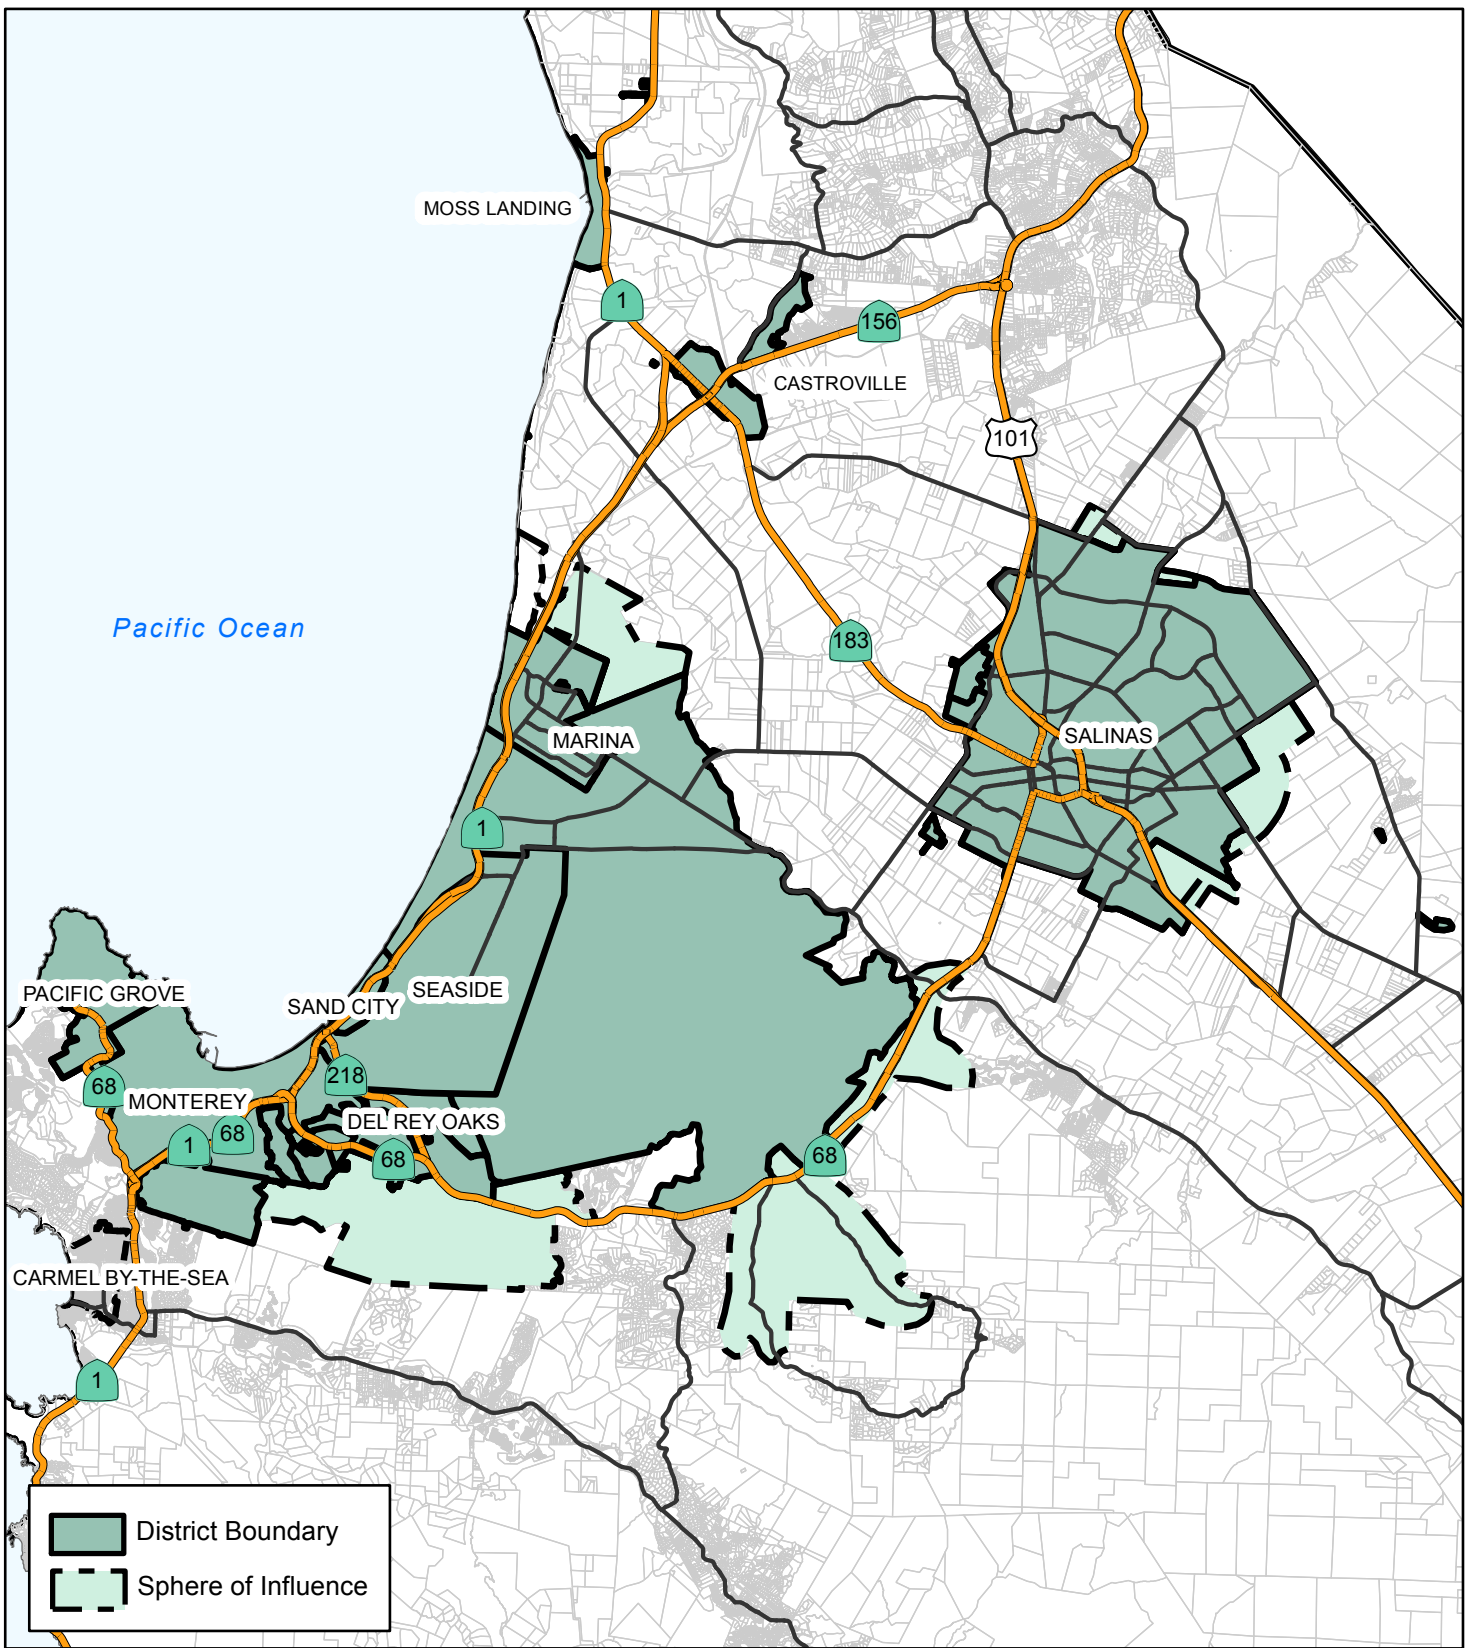 MOSS LANDING
1
156
CASTROVILLE
101
Pacific Ocean
183
MARINA
SALINAS
1
SEASIDE
PACIFIC GROVE
SAND CITY
218
68
MONTEREY
DEL REY OAKS
68
1
68
68
CARMEL BY-THE-SEA
1
District Boundary
Sphere of Influence